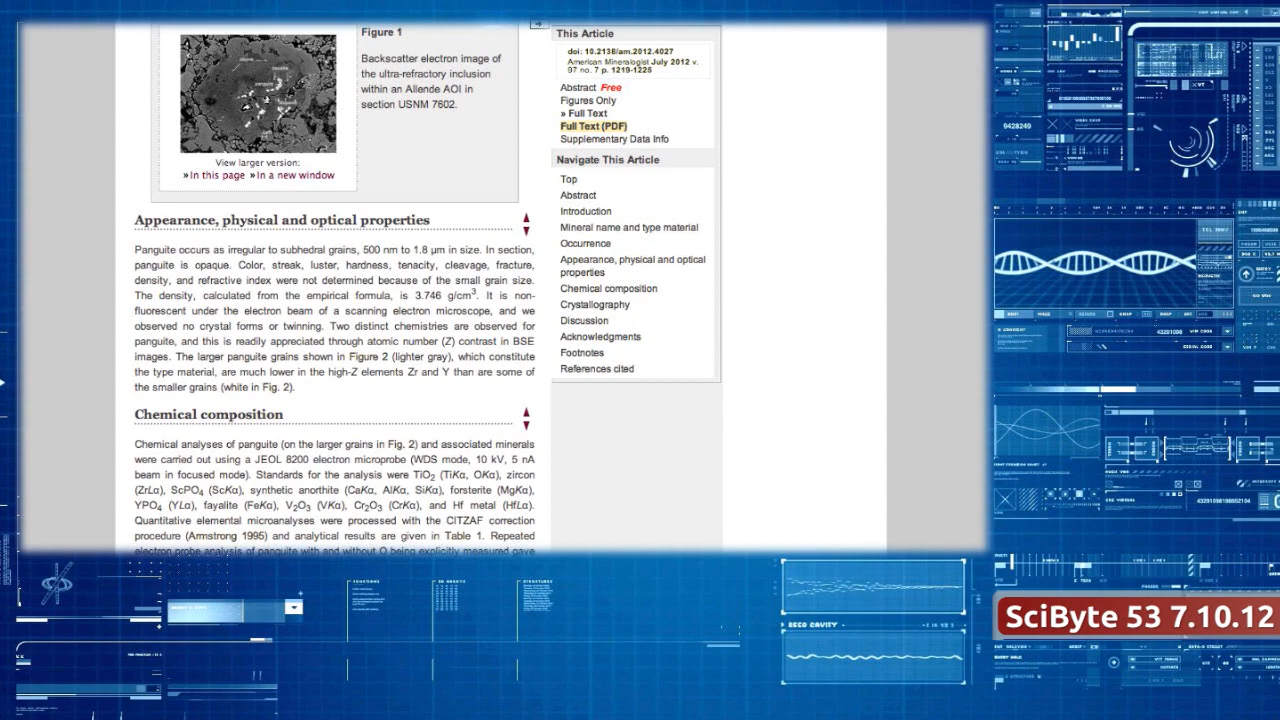 Figure 1
Backscatter electron image of
the ultra-refractory inclusion
within an Allende AOI in
section USNM 7602.
View larger version:
» In this page » In a new window
Appearance, physical and optical properties
Panguite occurs as irregular to subhedral grains, 500 nm to 1.8 μm in size. In section,
panguite is opaque. Color, streak, luster, hardness, tenacity, cleavage, fracture,
density, and refractive index were not determined because of the small grain size.
The density, calculated from the empirical formula, is 3.746 g/cm³. It is non-
fluorescent under the electron beam of a scanning electron microscope, and we
observed no crystal forms or twinning. Two distinct chemistries are observed for
panguite, and this is readily appreciated through atomic number (Z) contrast in BSE
images. The larger panguite grains shown in Figure 2 (lighter gray), which constitute
the type material, are much lower in the high-Z elements Zr and Y than are some of
the smaller grains (white in Fig. 2).
Chemical composition
Chemical analyses of panguite (on the larger grains in Fig. 2) and associated minerals
were carried out using a JEOL 8200 electron microprobe (15 kV; 10 nA
beam in focused mode). Standards for the analysis were TiO₂ (TiKα, OKα), zircon
(ZrLα), ScPO₄ (ScKα), synthetic anorthite (CaKα, AlKα, SiKα), forsterite (MgKα),
YPO₄ (YLα), fayalite (FeKα), V₂O₃ (VKα), Cr₂O₃ (CrKα), and Hf metal (HfLα).
Quantitative elemental microanalyses were processed with the CITZAF correction
procedure (Armstrong 1995) and analytical results are given in Table 1. Repeated
electron probe analysis of panguite with and without O being explicitly measured gave
This Article
doi: 10.2138/am.2012.4027
American Mineralogist July 2012 v.
97 no. 7 p. 1219-1225
Abstract Free
Figures Only
» Full Text
Full Text (PDF)
Supplementary Data Info
Navigate This Article
Top
Abstract
Introduction
Mineral name and type material
Occurrence
Appearance, physical and optical
properties
Chemical composition
Crystallography
Discussion
Acknowledgments
Footnotes
References cited
9428249
SciByte 53 7.10.12